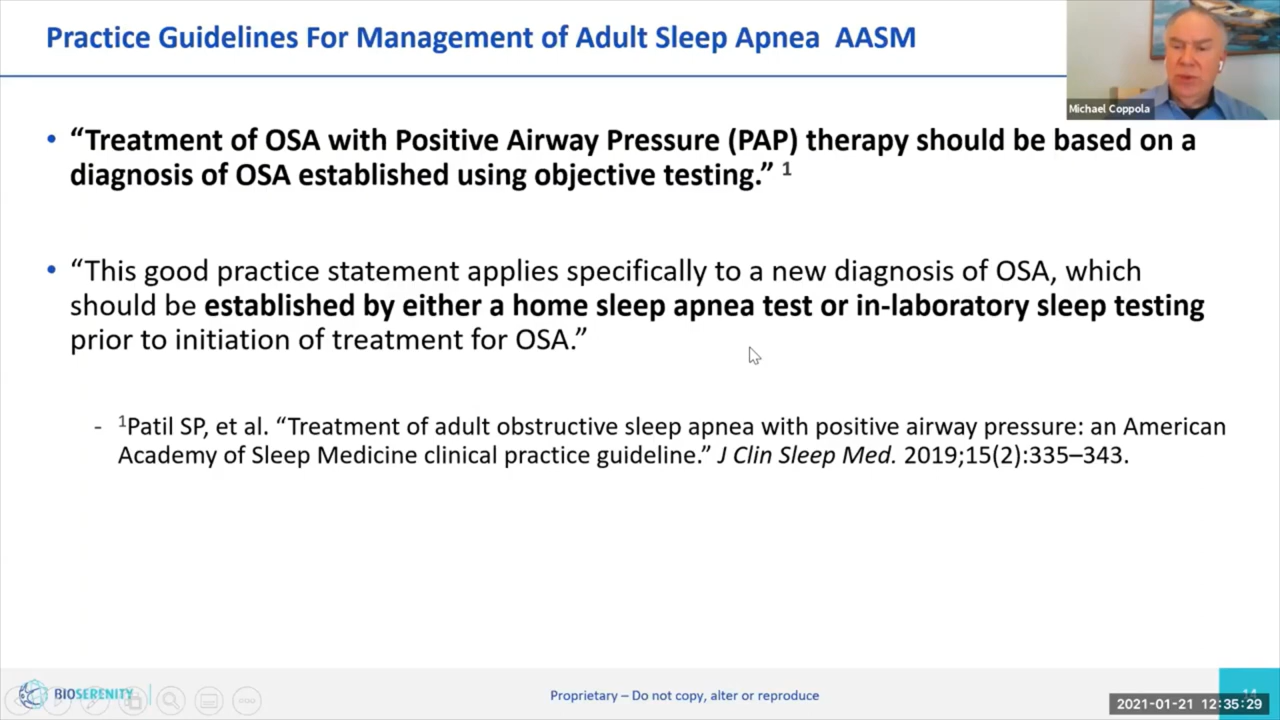 Practice Guidelines For Management of Adult Sleep Apnea AASM
Michael Coppola
• “Treatment of OSA with Positive Airway Pressure (PAP) therapy should be based on a
diagnosis of OSA established using objective testing.” 1
• “This good practice statement applies specifically to a new diagnosis of OSA, which
should be established by either a home sleep apnea test or in-laboratory sleep testing
prior to initiation of treatment for OSA.”
- 1Patil SP, et al. “Treatment of adult obstructive sleep apnea with positive airway pressure: an American
Academy of Sleep Medicine clinical practice guideline.” J Clin Sleep Med. 2019;15(2):335–343.
BIOSERENITY
Proprietary – Do not copy, alter or reproduce
14
2021-01-21 12:35:29